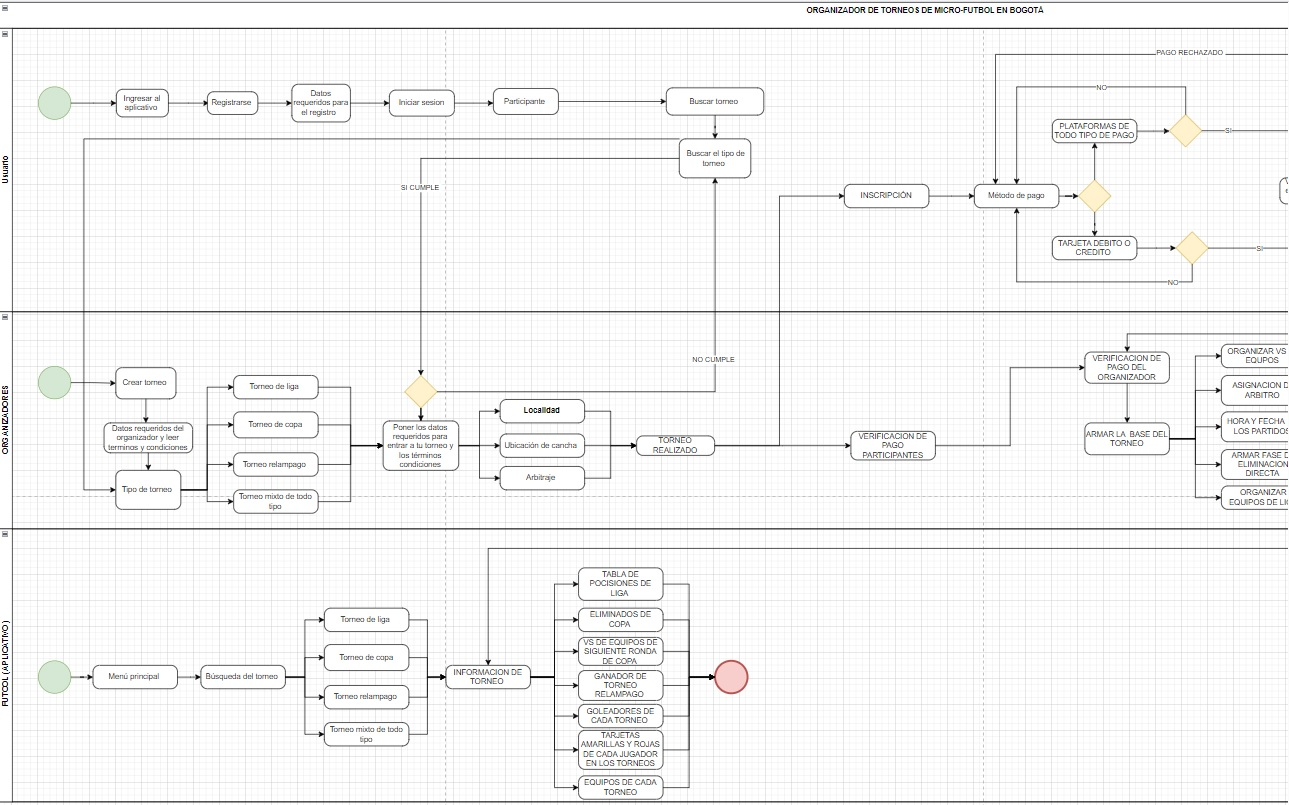 ORGANIZADOR DE TORNEOS DE MICRO-FUTBOL EN BOGOTÁ
Usuario
Ingresar al
aplicativo
Registrarse
Datos
requeridos para
el registro
Iniciar sesion
Participante
Buscar torneo
Buscar el tipo de
torneo
SI CUMPLE
NO CUMPLE
INSCRIPCIÓN
Método de pago
PAGO RECHAZADO
NO
PLATAFORMAS DE
TODO TIPO DE PAGO
SI
TARJETA DEBITO O
CREDITO
SI
NO
ORGANIZADORES
Crear torneo
Datos requeridos del
organizador y leer
terminos y condiciones
Tipo de torneo
Torneo de liga
Torneo de copa
Torneo relampago
Torneo mixto de todo
tipo
Poner los datos
requeridos para
entrar a tu torneo y
los términos
condiciones
Localidad
Ubicación de cancha
Arbitraje
TORNEO
REALIZADO
VERIFICACION DE
PAGO
PARTICIPANTES
VERIFICACION DE
PAGO DEL
ORGANIZADOR
ARMAR LA BASE DEL
TORNEO
ORGANIZAR VS
EQUPOS
ASIGNACION D
ARBITRO
HORA Y FECHA
LOS PARTIDOS
ARMAR FASE D
ELIMINACION
DIRECTA
ORGANIZAR
EQUIPOS DE LI
FUTCOL (APLICATIVO)
Menú principal
Búsqueda del torneo
Torneo de liga
Torneo de copa
Torneo relampago
Torneo mixto de todo
tipo
INFORMACION DE
TORNEO
TABLA DE
POCISIONES DE
LIGA
ELIMINADOS DE
COPA
VS DE EQUIPOS DE
SIGUIENTE RONDA
DE COPA
GANADOR DE
TORNEO
RELAMPAGO
GOLEADORES DE
CADA TORNEO
TARJETAS
AMARILLAS Y ROJAS
DE CADA JUGADOR
EN LOS TORNEOS
EQUIPOS DE CADA
TORNEO